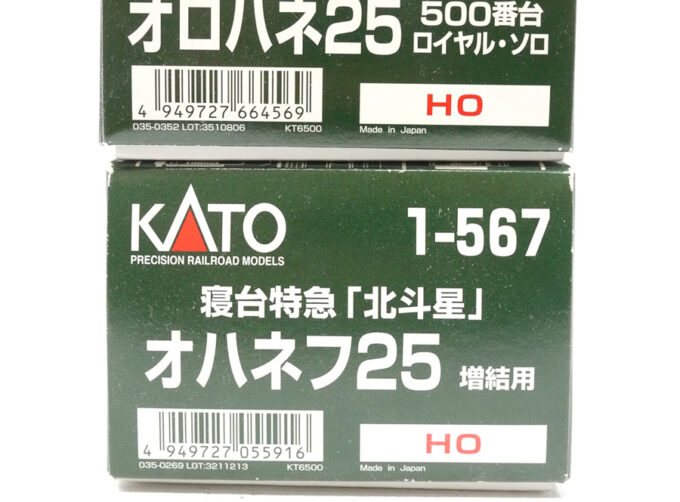 オロハネ25 500番台
ロイヤル・ソロ
4 949727 664569
035-0352 LOT:3510806 KT6500
HO
Made in Japan
KATO
PRECISION RAILROAD MODELS
1-567
寝台特急「北斗星」
オハネフ25 増結用
4 949727 055916
035-0269 LOT:3211213 KT6500
HO
Made in Japan